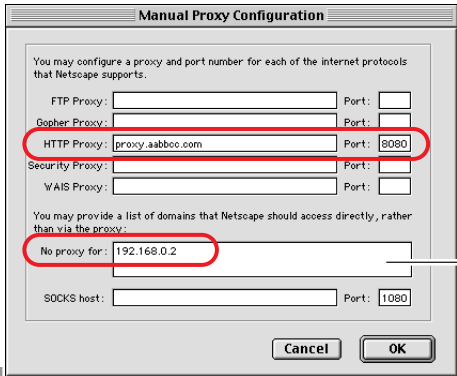 Manual Proxy Configuration
You may configure a proxy and port number for each of the internet protocols
that Netscape supports.
FTP Proxy: Port:
Gopher Proxy: Port:
HTTP Proxy: proxy.aabbcc.com Port: 8080
Security Proxy: Port:
WAIS Proxy: Port:
You may provide a list of domains that Netscape should access directly, rather
than via the proxy:
No proxy for: 192.168.0.2
SOCKS host: Port: 1080
Cancel OK